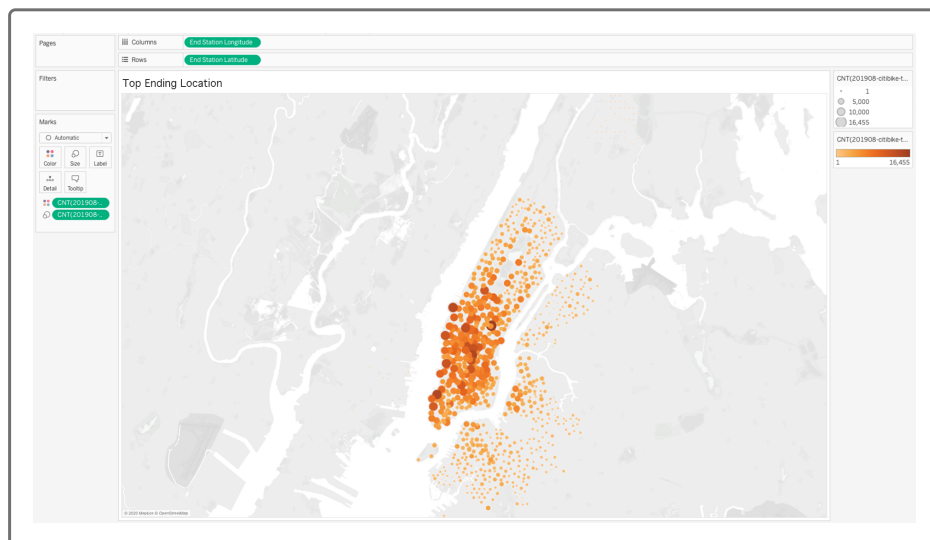 Pages
Columns
End Station Longitude
Rows
End Station Latitude
Filters
Marks
Automatic
Color
Size
Label
Detail
Tooltip
CNT(201908-...
CNT(201908-...
Top Ending Location
© 2020 Mapbox © OpenStreetMap
CNT(201908-citibike-t...
1
5,000
10,000
16,455
CNT(201908-citibike-t...
1
16,455